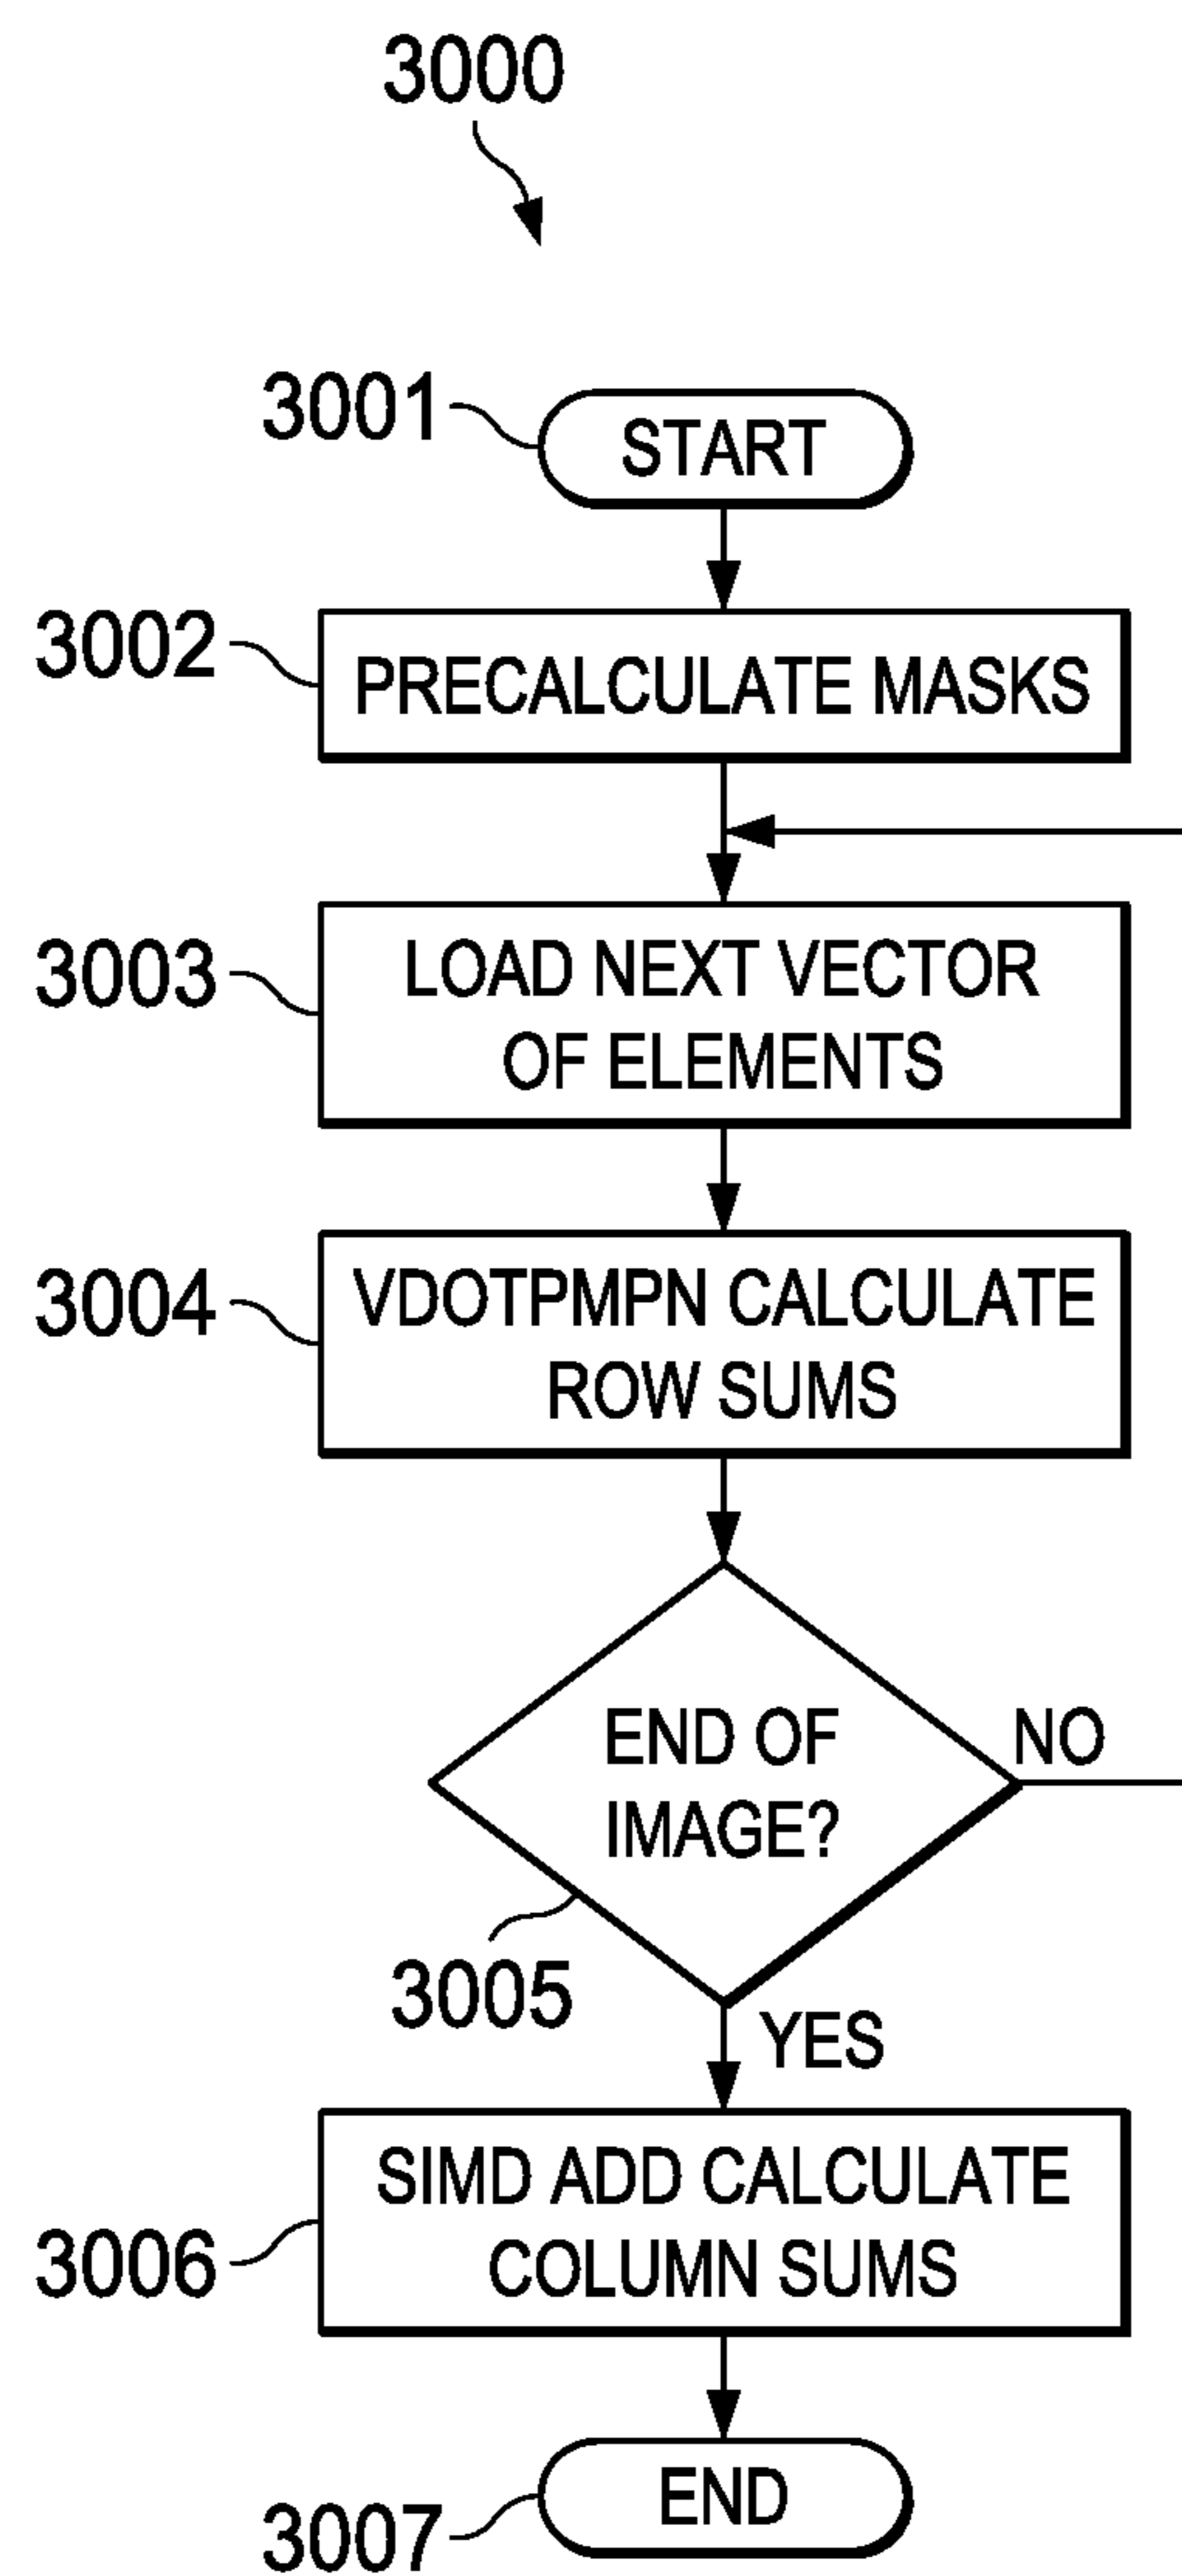 3000
3001
START
3002
PRECALCULATE MASKS
3003
LOAD NEXT VECTOR
OF ELEMENTS
3004
VDOTPMPN CALCULATE
ROW SUMS
END OF
IMAGE?
NO
3005
YES
SIMD ADD CALCULATE
COLUMN SUMS
3006
END
3007